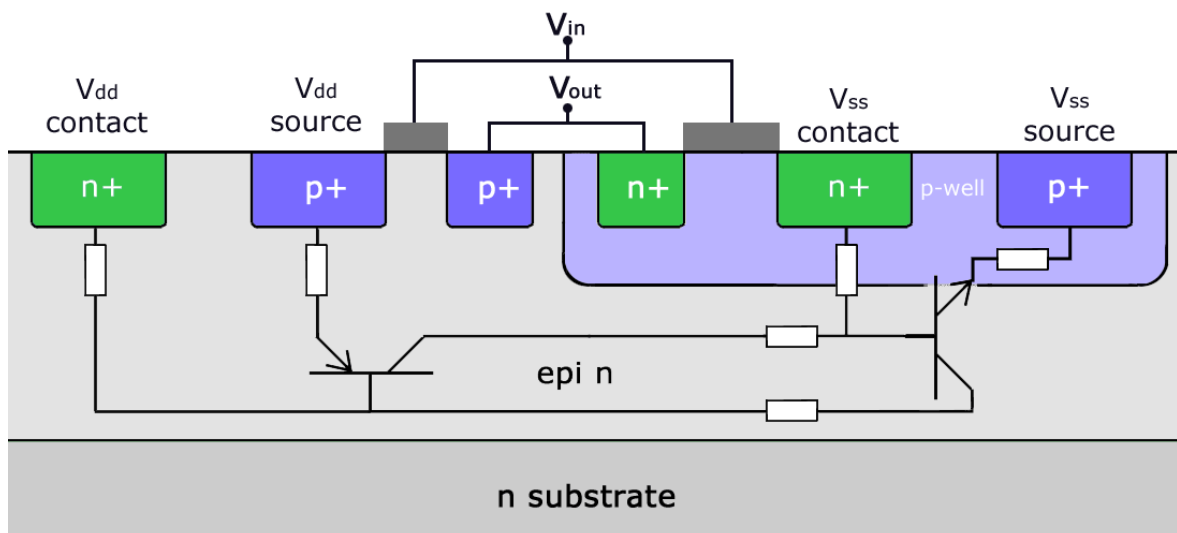 Vin
Vdd
contact
Vdd
source
Vout
Vss
contact
Vss
source
n+
p+
p+
n+
n+
p-well
p+
epi n
n substrate